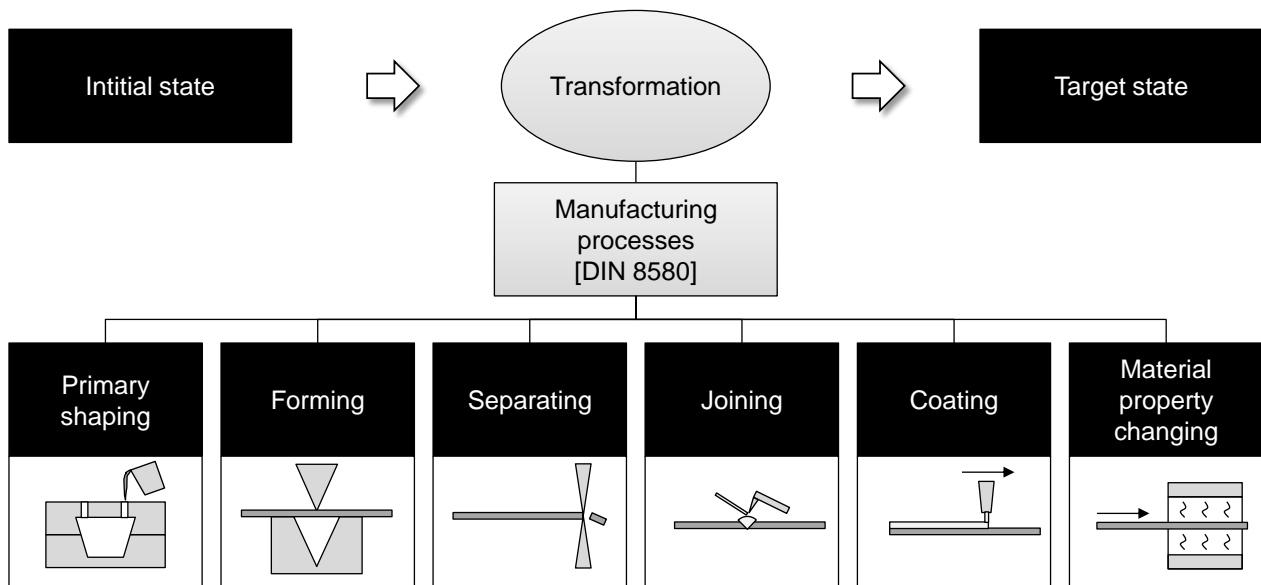 Intitial state
Transformation
Target state
Manufacturing
processes
[DIN 8580]
Primary
shaping
Forming
Separating
Joining
Coating
Material
property
changing